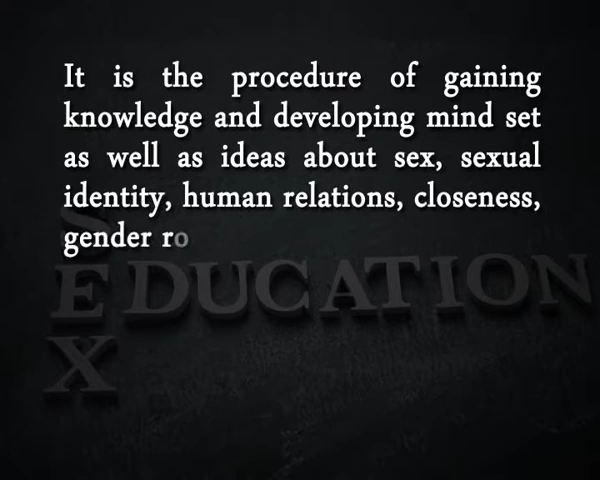 It is the procedure of gaining
knowledge and developing mind set
as well as ideas about sex, sexual
identity, human relations, closeness,
gender ro
S
EDUCATION
X